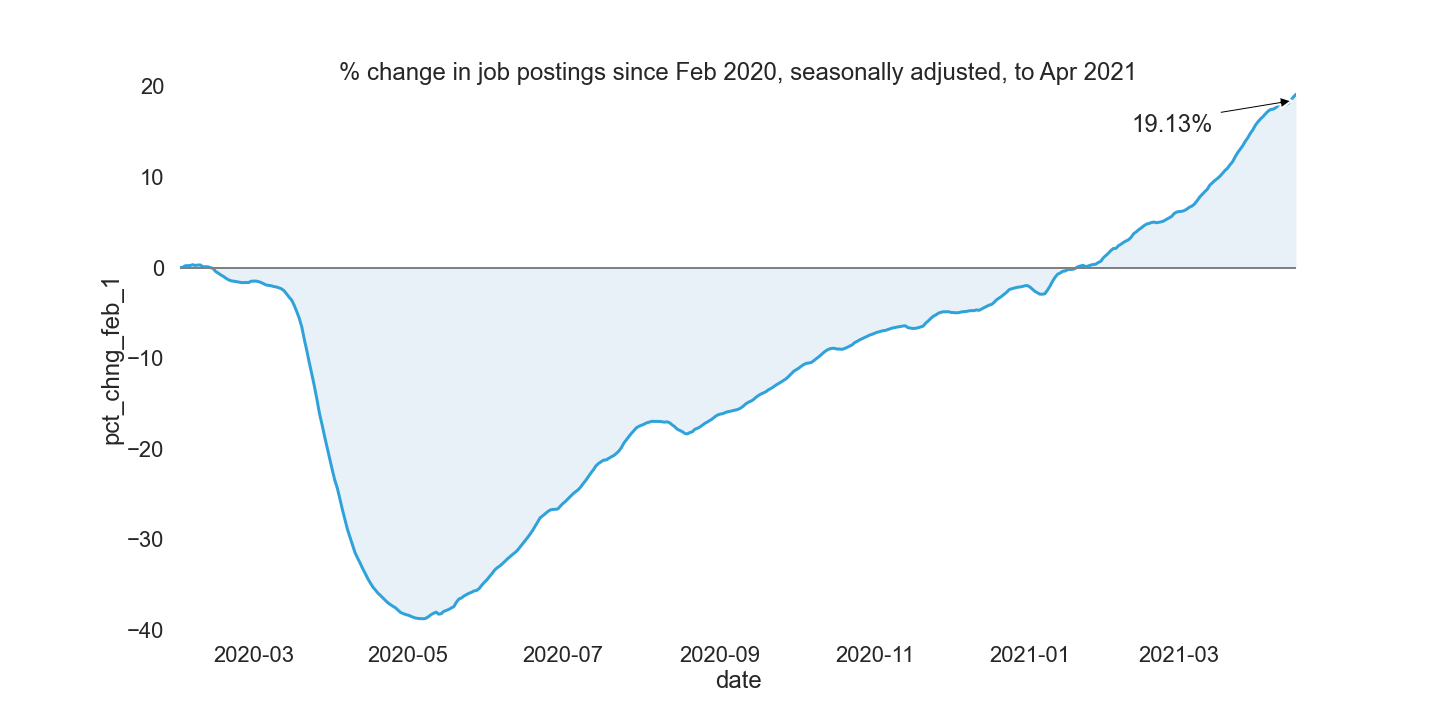 % change in job postings since Feb 2020, seasonally adjusted, to Apr 2021
20
19.13%
10
0
−10
−20
−30
−40
pct_chng_feb_1
2020-03 2020-05 2020-07 2020-09 2020-11 2021-01 2021-03
date